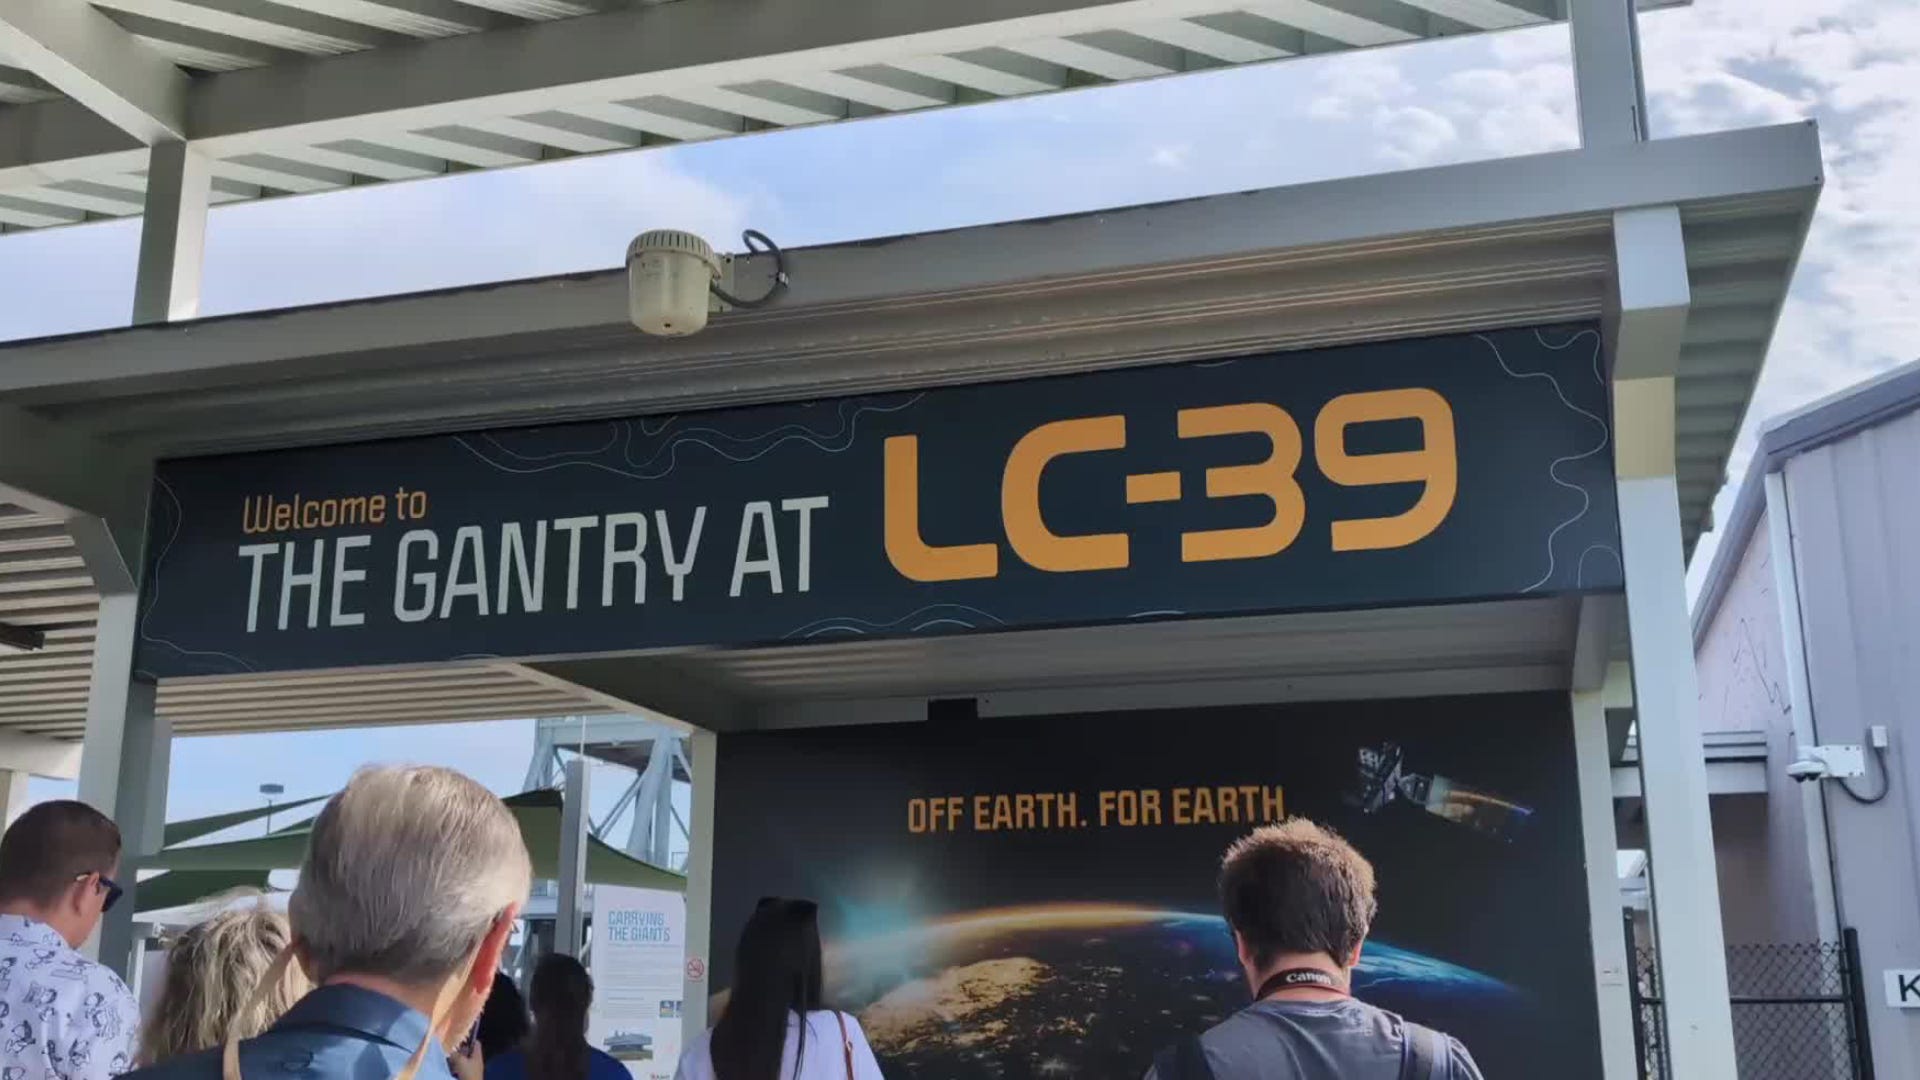 Welcome to
THE GANTRY AT LC-39
OFF EARTH. FOR EARTH.
CARRYING
THE GIANTS
Canon
K